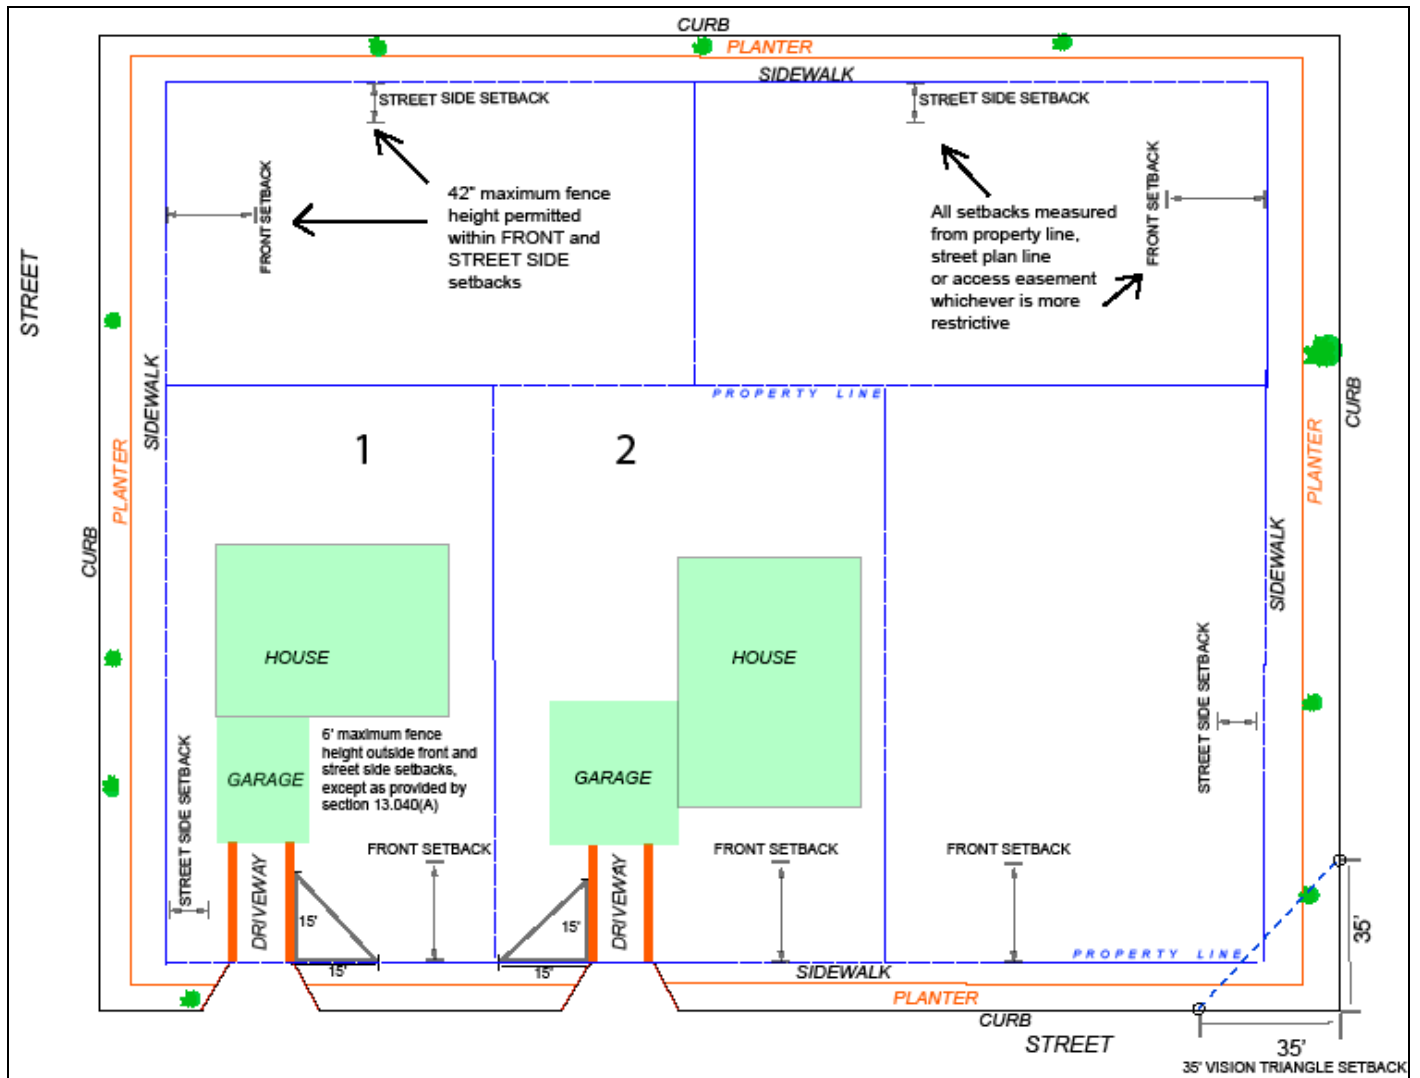 CURB
PLANTER
SIDEWALK
STREET SIDE SETBACK
STREET SIDE SETBACK
FRONT SETBACK
42" maximum fence
height permitted
within FRONT and
STREET SIDE
setbacks
All setbacks measured
from property line,
street plan line
or access easement
whichever is more
restrictive
FRONT SETBACK
STREET
SIDEWALK
PLANTER
CURB
PROPERTY LINE
CURB
PLANTER
SIDEWALK
1
2
HOUSE
HOUSE
6' maximum fence
height outside front and
street side setbacks,
except as provided by
section 13.040(A)
GARAGE
GARAGE
STREET SIDE SETBACK
STREET SIDE SETBACK
FRONT SETBACK
FRONT SETBACK
FRONT SETBACK
DRIVEWAY
15'
15'
15'
15'
DRIVEWAY
35'
PROPERTY LINE
SIDEWALK
PLANTER
CURB
STREET
35'
35' VISION TRIANGLE SETBACK